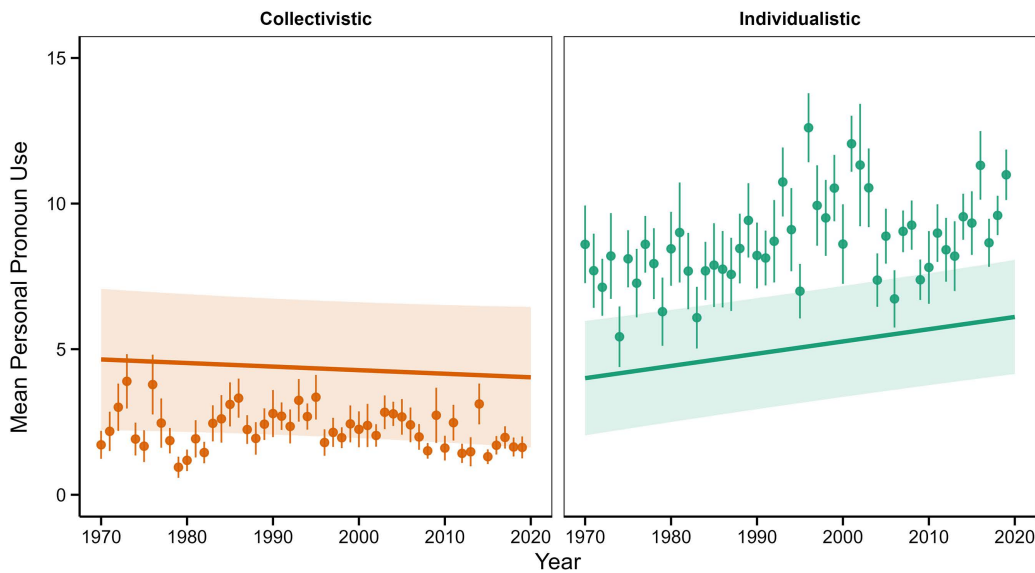 Collectivistic
Individualistic
Mean Personal Pronoun Use
15
10
5
0
1970 1980 1990 2000 2010 2020
1970 1980 1990 2000 2010 2020
Year